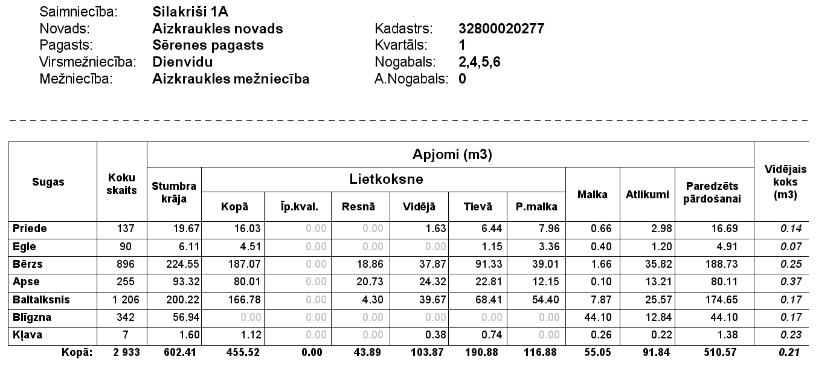 Saimniecība: Silakriši 1A
Novads: Aizkraukles novads Kadastrs: 32800020277
Pagasts: Sērenes pagasts Kvartāls: 1
Virsmežniecība: Dienvidu Nogabals: 2,4,5,6
Mežniecība: Aizkraukles mežniecība A.Nogabals: 0
Sugas Koku skaits Apjomi (m3) Vidējais koks (m3)
Stumbra krāja Lietkoksne Malka Atlikumi Paredzēts pārdošanai
Kopā Īp.kval. Resnā Vidējā Tievā P.malka
Priede 137 19.67 16.03 0.00 0.00 1.63 6.44 7.96 0.66 2.98 16.69 0.14
Egle 90 6.11 4.51 0.00 0.00 0.00 1.15 3.36 0.40 1.20 4.91 0.07
Bērzs 896 224.55 187.07 0.00 18.86 37.87 91.33 39.01 1.66 35.82 188.73 0.25
Apse 255 93.32 80.01 0.00 20.73 24.32 22.81 12.15 0.10 13.21 80.11 0.37
Baltalksnis 1 206 200.22 166.78 0.00 4.30 39.67 68.41 54.40 7.87 25.57 174.65 0.17
Blīgzna 342 56.94 0.00 0.00 0.00 0.00 0.00 0.00 44.10 12.84 44.10 0.17
Kļava 7 1.60 1.12 0.00 0.00 0.38 0.74 0.00 0.26 0.22 1.38 0.23
Kopā: 2 933 602.41 455.52 0.00 43.89 103.87 190.88 116.88 55.05 91.84 510.57 0.21